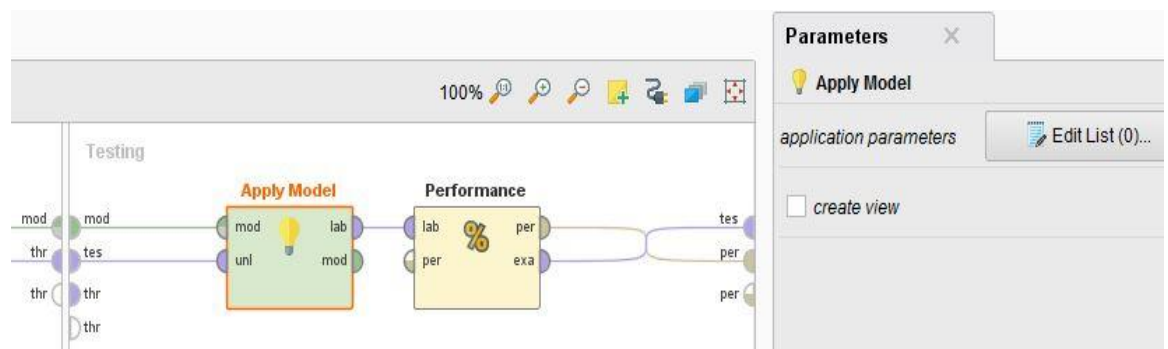 Parameters
100%
Apply Model
Testing
application parameters
Edit List (0)...
Apply Model
Performance
create view
mod
mod
mod
lab
lab
per
tes
thr
tes
unl
mod
per
exa
per
thr
thr
per
thr